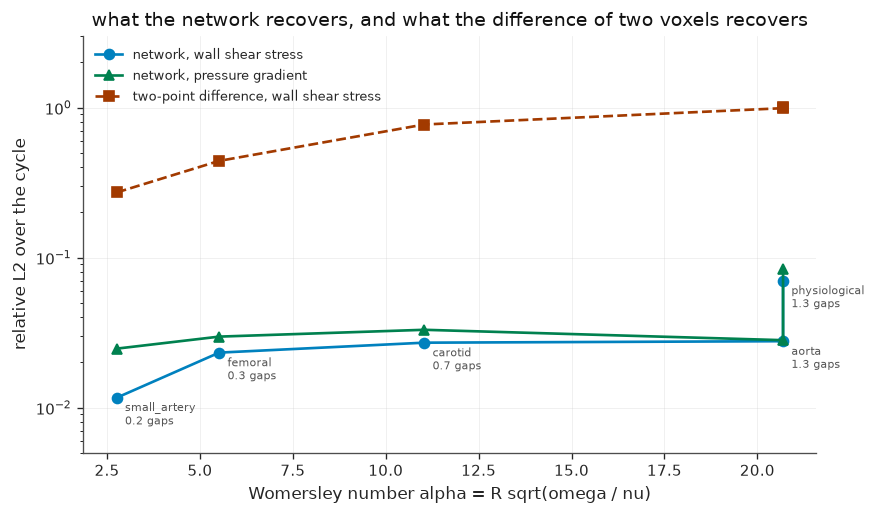 what the network recovers, and what the difference of two voxels recovers
network, wall shear stress
network, pressure gradient
two-point difference, wall shear stress
relative L2 over the cycle
10⁰
10⁻¹
10⁻²
small_artery
0.2 gaps
femoral
0.3 gaps
carotid
0.7 gaps
physiological
1.3 gaps
aorta
1.3 gaps
2.5
5.0
7.5
10.0
12.5
15.0
17.5
20.0
Womersley number alpha = R sqrt(omega / nu)